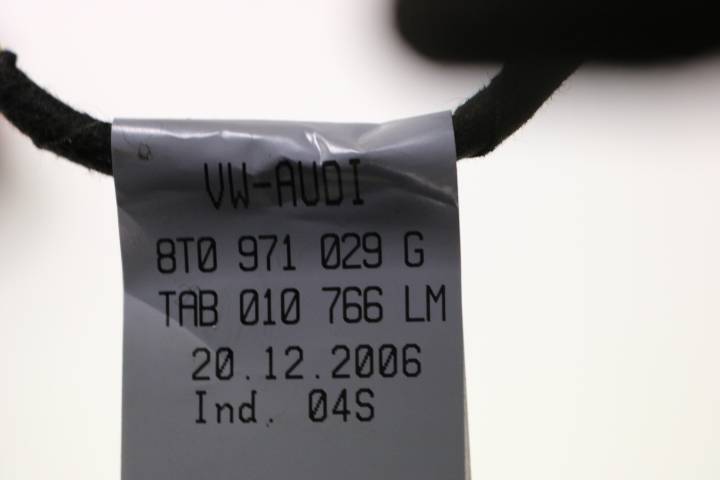 VW-AUDI
8T0 971 029 G
TAB 010 766 LM
20.12.2006
Ind. 04S